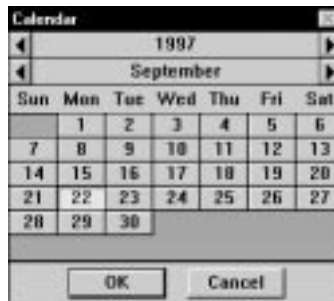 Calendar
1997
September
Sun Mon Tue Wed Thu Fri Sat
1 2 3 4 5 6
7 8 9 10 11 12 13
14 15 16 17 18 19 20
21 22 23 24 25 26 27
28 29 30
OK Cancel